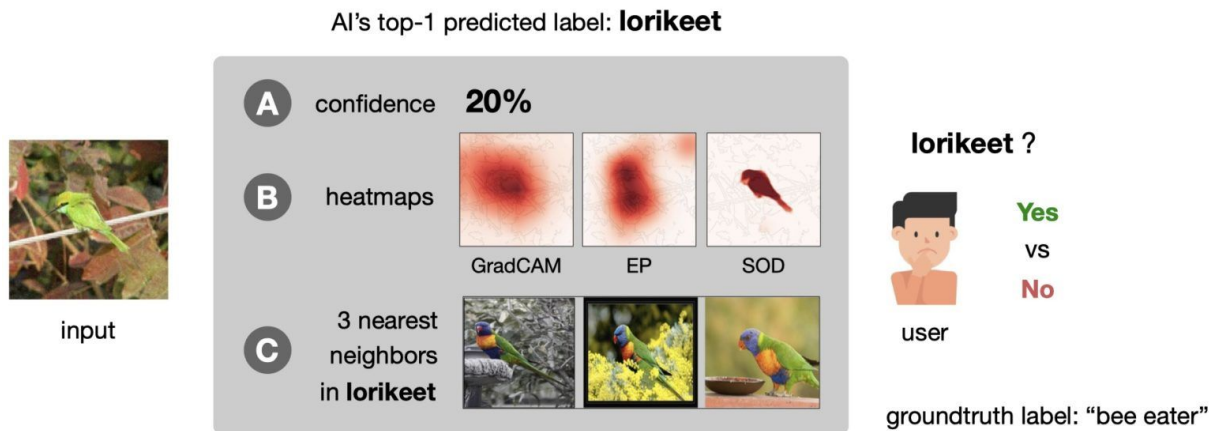 AI's top-1 predicted label: lorikeet
A confidence 20%
B heatmaps
GradCAM EP SOD
C 3 nearest
neighbors
in lorikeet
input
lorikeet ?
Yes
vs
No
user
groundtruth label: “bee eater”